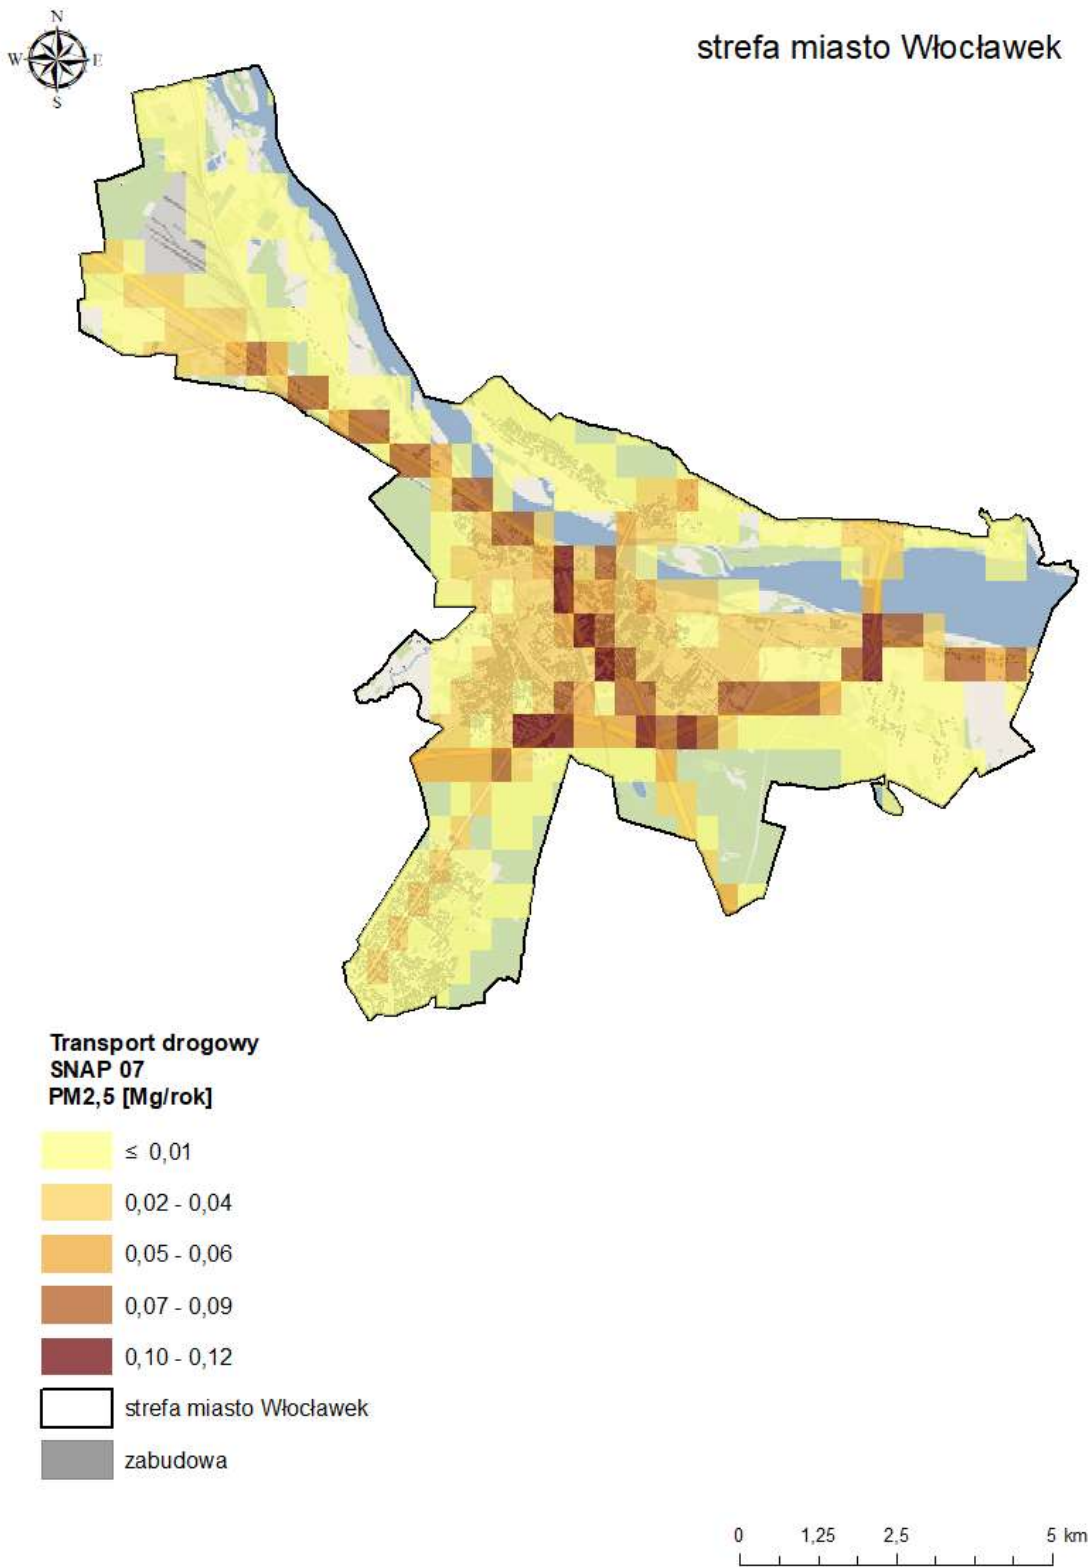 N
W E
S
strefa miasto Włocławek
Transport drogowy
SNAP 07
PM2,5 [Mg/rok]
≤ 0,01
0,02 - 0,04
0,05 - 0,06
0,07 - 0,09
0,10 - 0,12
strefa miasto Włocławek
zabudowa
0 1,25 2,5 5 km